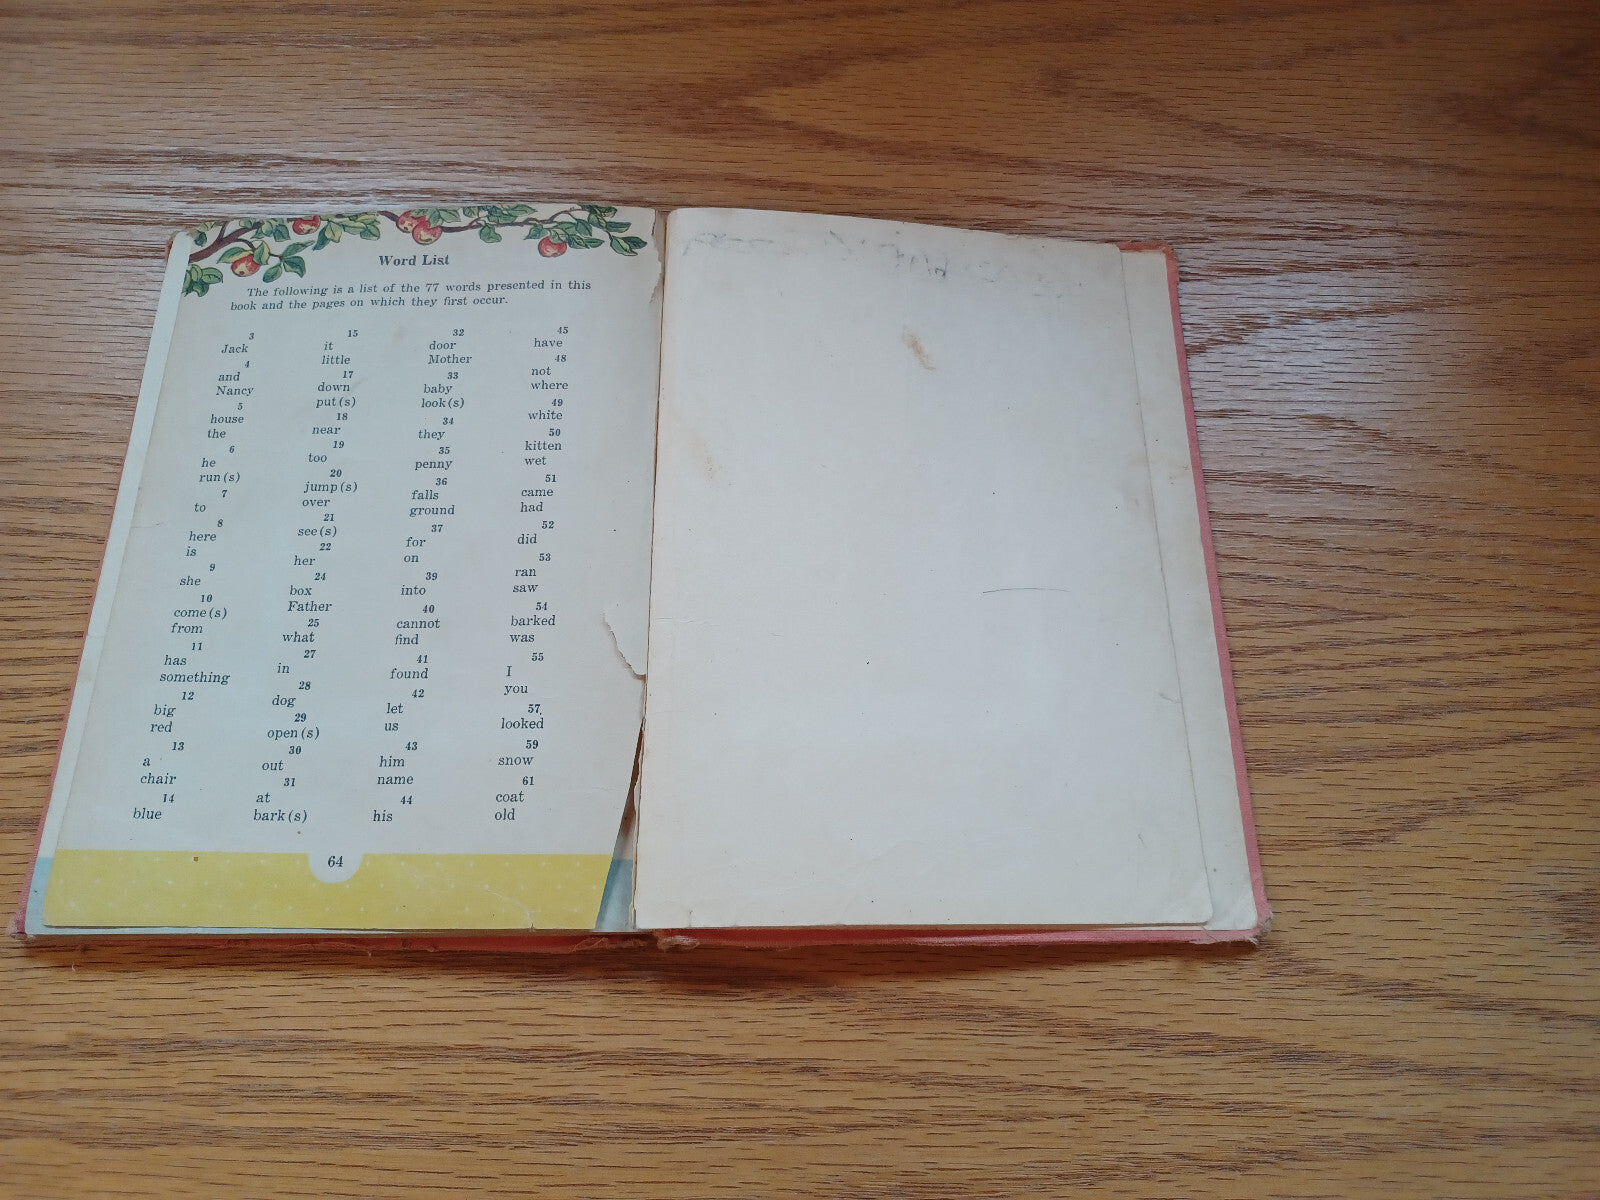 Word List
The following is a list of the 77 words presented in this
book and the pages on which they first occur.
3
Jack
4
and
Nancy
5
house
the
6
he
run(s)
7
to
8
here
is
9
she
10
come(s)
from
11
has
something
12
big
red
13
a
chair
14
blue
15
it
little
17
down
put(s)
18
near
19
too
20
jump(s)
over
21
see(s)
22
her
24
box
Father
25
what
27
in
28
dog
29
open(s)
30
out
31
at
bark(s)
32
door
Mother
33
baby
look(s)
34
they
35
penny
36
falls
ground
37
for
on
39
into
40
cannot
find
41
found
42
let
us
43
him
name
44
his
45
have
48
not
where
49
white
50
kitten
wet
51
came
had
52
did
53
ran
saw
54
barked
was
55
I
you
57
looked
59
snow
61
coat
old
64